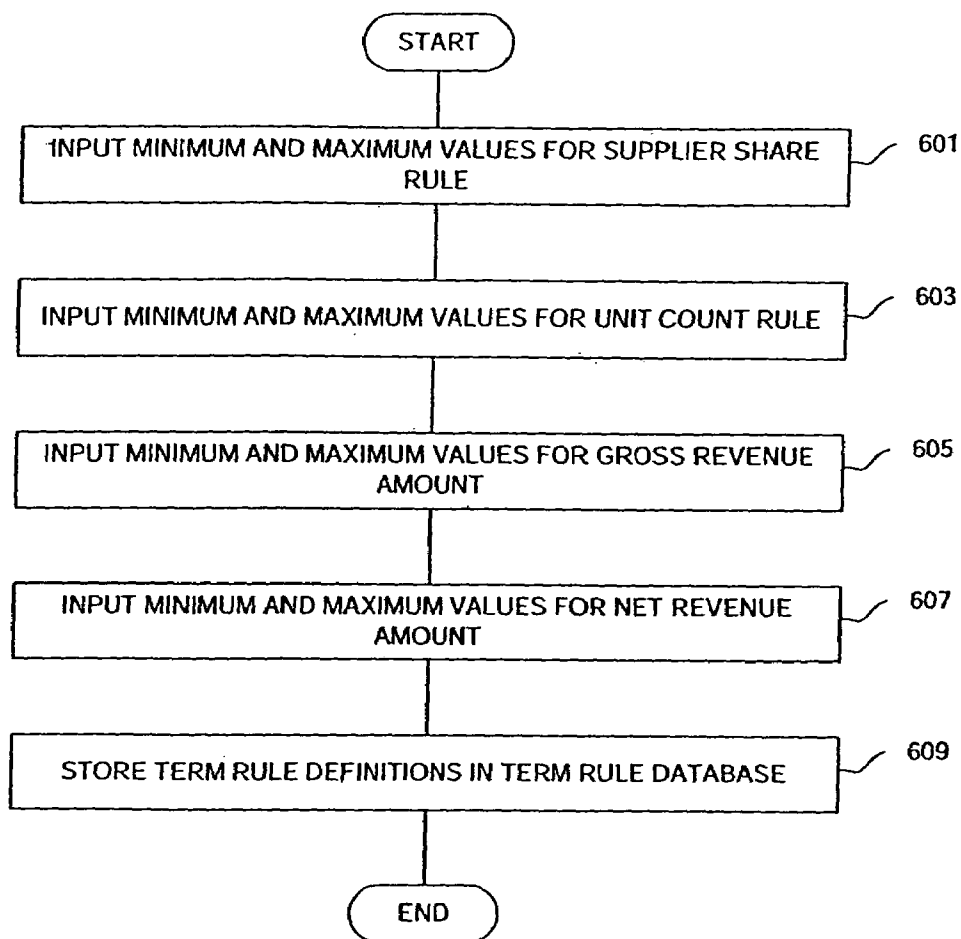 START
INPUT MINIMUM AND MAXIMUM VALUES FOR SUPPLIER SHARE
RULE
601
INPUT MINIMUM AND MAXIMUM VALUES FOR UNIT COUNT RULE
603
INPUT MINIMUM AND MAXIMUM VALUES FOR GROSS REVENUE
AMOUNT
605
INPUT MINIMUM AND MAXIMUM VALUES FOR NET REVENUE
AMOUNT
607
STORE TERM RULE DEFINITIONS IN TERM RULE DATABASE
609
END